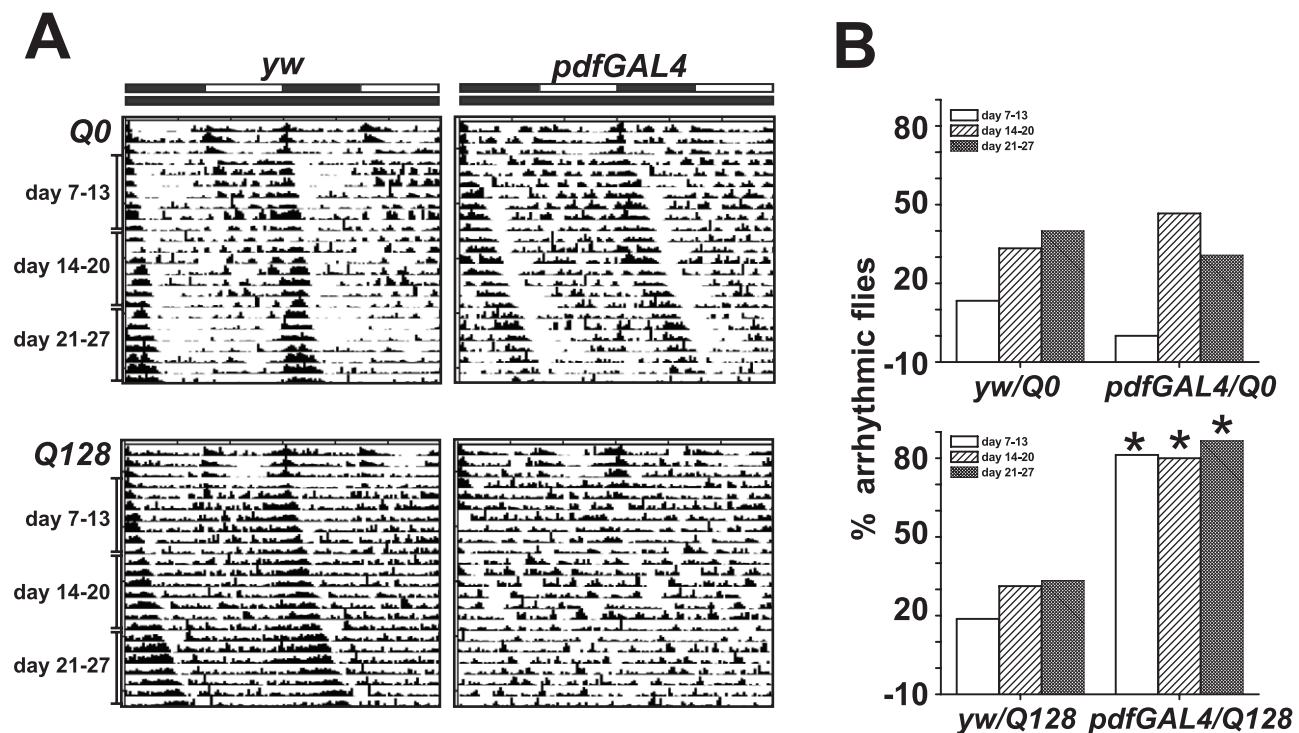 A
yw
pdfGAL4
Q0
day 7-13
day 14-20
day 21-27
Q128
day 7-13
day 14-20
day 21-27
B
% arrhythmic flies
80
50
20
-10
day 7-13
day 14-20
day 21-27
yw/Q0
pdfGAL4/Q0
80
50
20
-10
day 7-13
day 14-20
day 21-27
* * *
yw/Q128
pdfGAL4/Q128